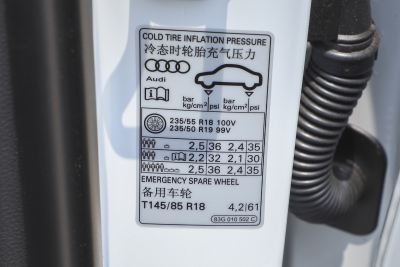 COLD TIRE INFLATION PRESSURE
冷态时轮胎充气压力
Audi
bar kg/cm² psi bar kg/cm² psi
235/55 R18 100V
235/50 R19 99V
2,5 36 2,4 35
2,2 32 2,1 30
2,5 36 2,4 35
EMERGENCY SPARE WHEEL
备用车轮
T145/85 R18 4,2 61
83G 010 502 C